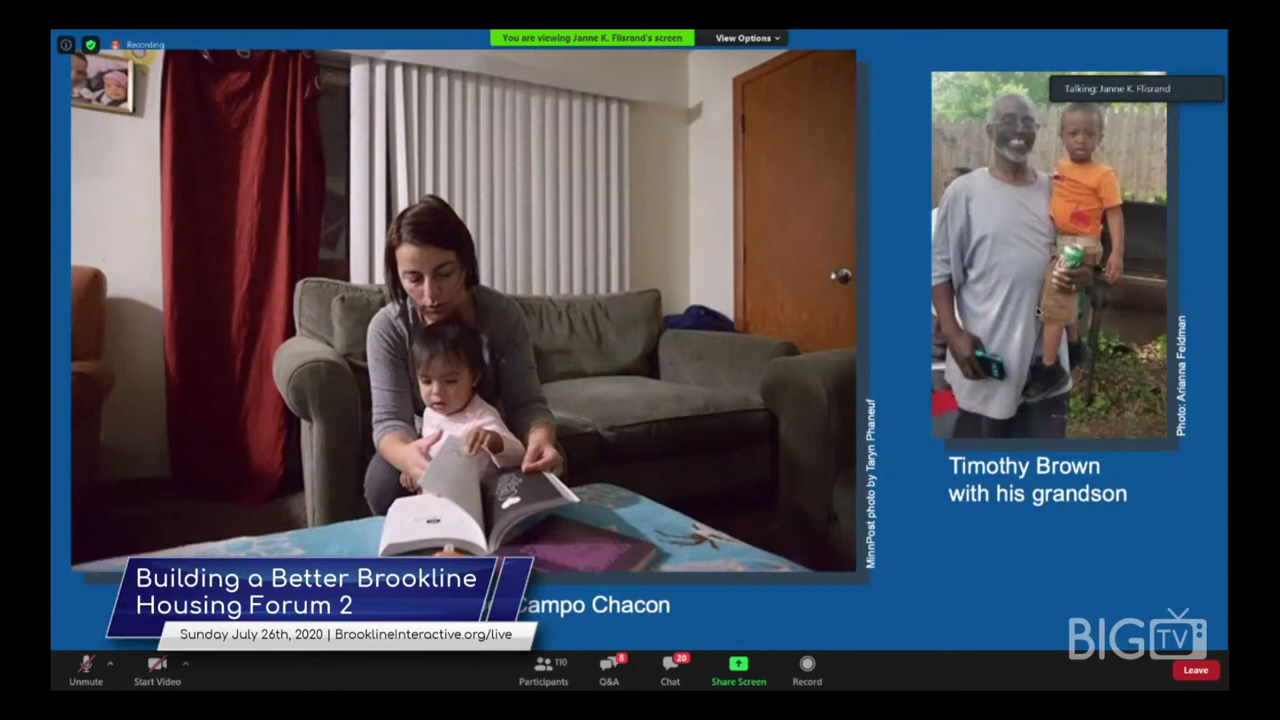 Recording
You are viewing Janne K. Flisrand's screen
View Options
Talking: Janne K. Flisrand
MinnPost photo by Taryn Phaneuf
Photo: Arianna Feldman
Timothy Brown
with his grandson
Campo Chacon
Building a Better Brookline
Housing Forum 2
Sunday July 26th, 2020 | BrooklineInteractive.org/live
BIG TV
Unmute
Start Video
110
Participants
8
Q&A
20
Chat
Share Screen
Record
Leave